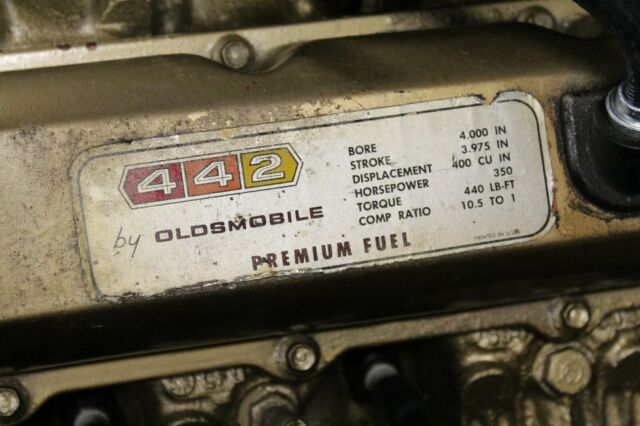 442
by OLDSMOBILE
PREMIUM FUEL
BORE 4.000 IN
STROKE 3.975 IN
DISPLACEMENT 400 CU IN
HORSEPOWER 350
TORQUE 440 LB-FT
COMP RATIO 10.5 TO 1
PRINTED IN USA